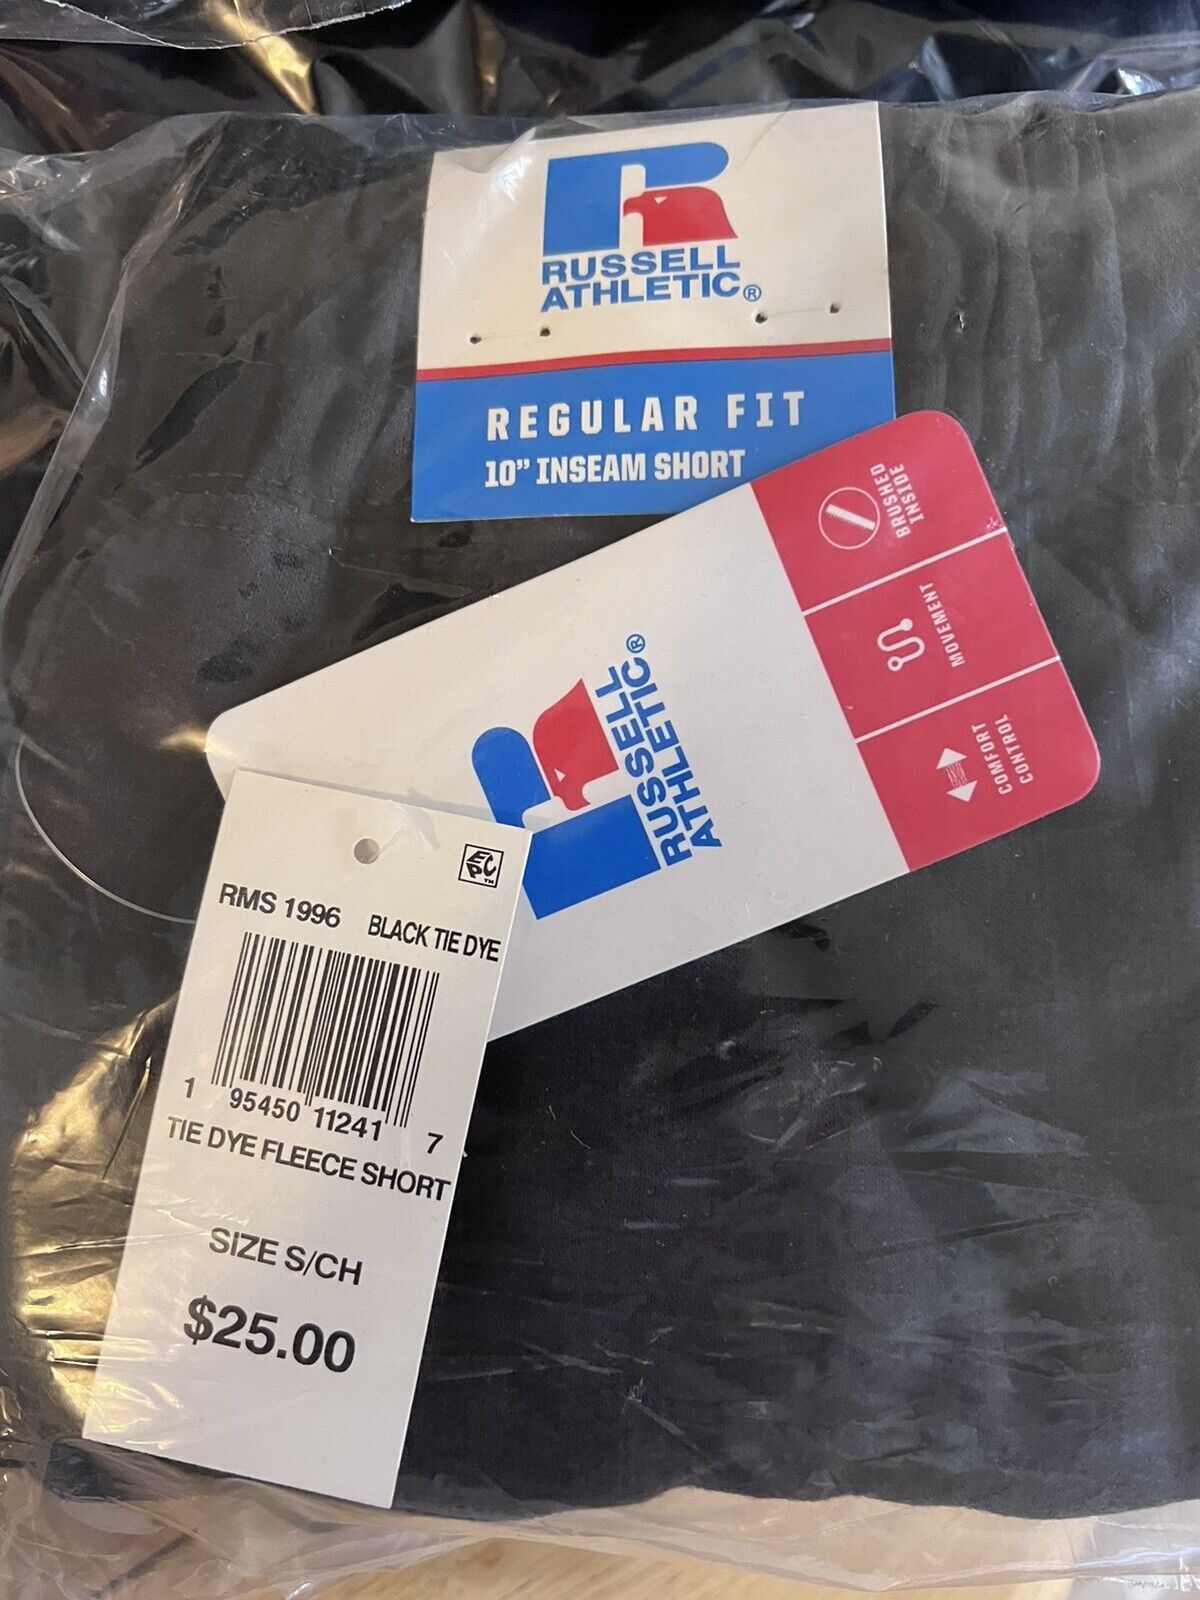 RUSSELL
ATHLETIC®
REGULAR FIT
10" INSEAM SHORT
BRUSHED
INSIDE
MOVEMENT
COMFORT
CONTROL
RUSSELL
ATHLETIC®
EPC™
RMS 1996 BLACK TIE DYE
1 95450 11241 7
TIE DYE FLEECE SHORT
SIZE S/CH
$25.00